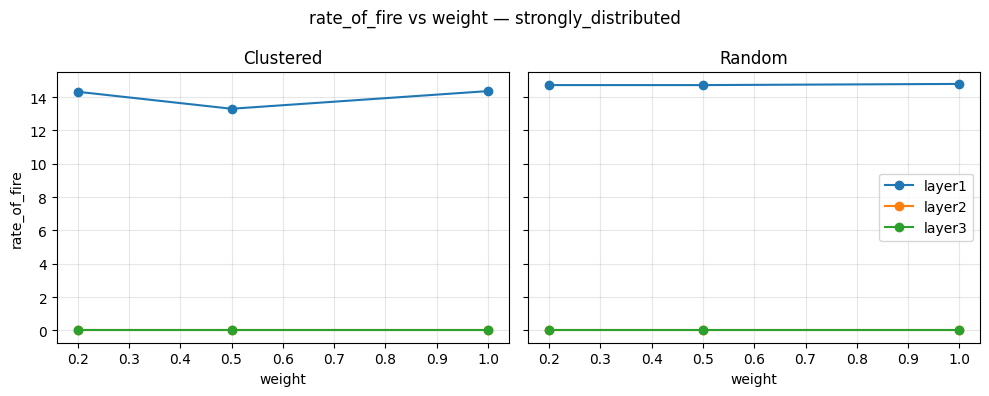 rate_of_fire vs weight — strongly_distributed
Clustered
Random
14
12
10
8
6
4
2
0
rate_of_fire
layer1
layer2
layer3
0.2 0.3 0.4 0.5 0.6 0.7 0.8 0.9 1.0
0.2 0.3 0.4 0.5 0.6 0.7 0.8 0.9 1.0
weight
weight